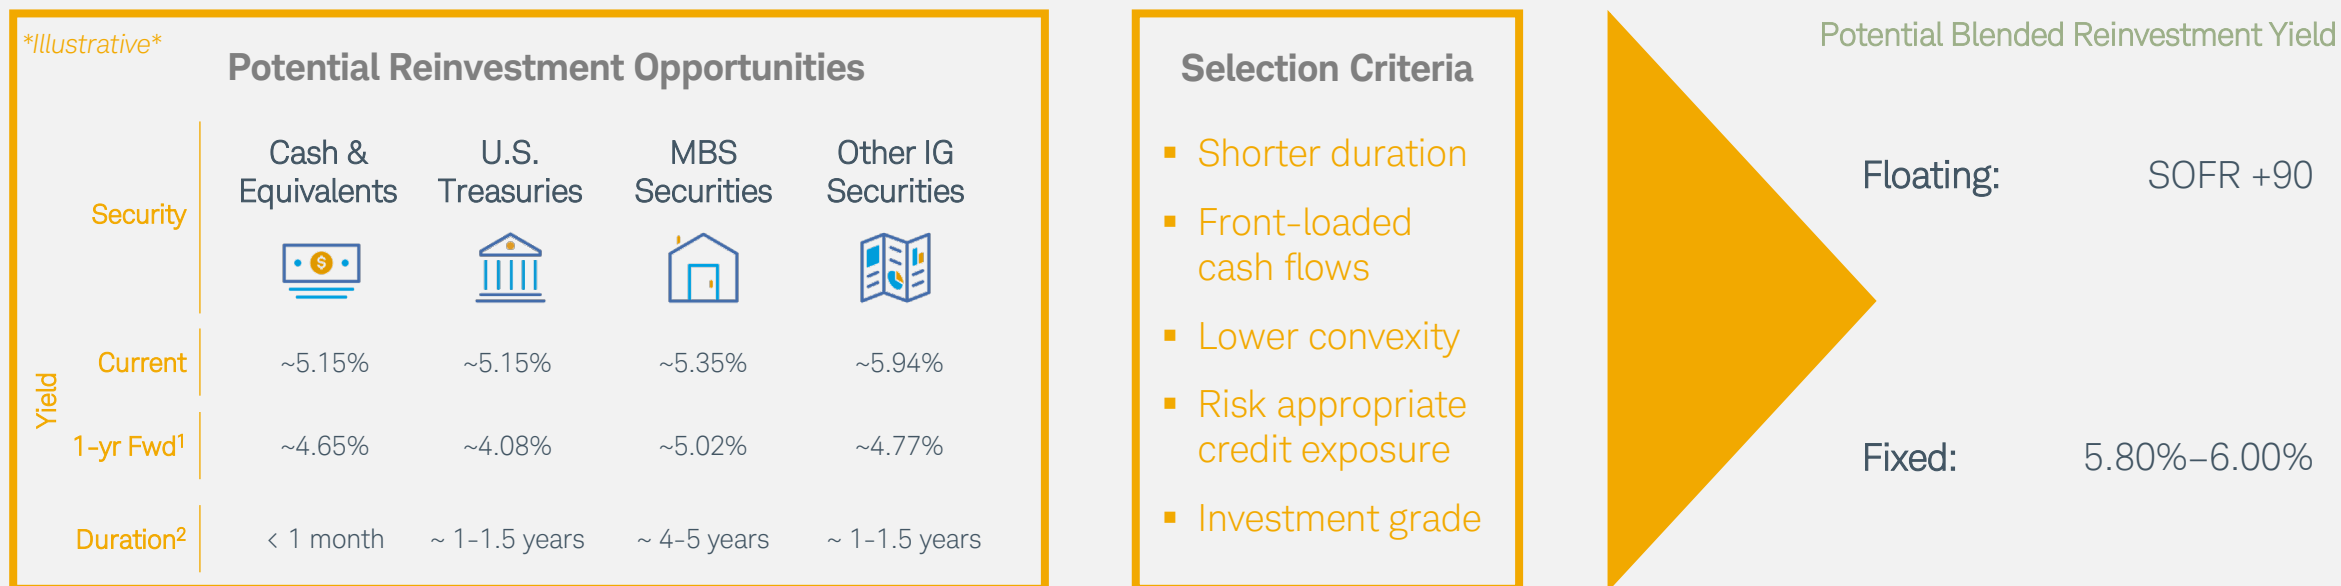 *Illustrative*
Potential Reinvestment Opportunities
Security
Cash &
Equivalents
U.S.
Treasuries
MBS
Securities
Other IG
Securities
$
Yield
Current
~5.15%
~5.15%
~5.35%
~5.94%
1-yr Fwd¹
~4.65%
~4.08%
~5.02%
~4.77%
Duration²
< 1 month
~ 1-1.5 years
~ 4-5 years
~ 1-1.5 years
Selection Criteria
▪ Shorter duration
▪ Front-loaded
cash flows
▪ Lower convexity
▪ Risk appropriate
credit exposure
▪ Investment grade
Potential Blended Reinvestment Yield
Floating: SOFR +90
Fixed: 5.80%–6.00%